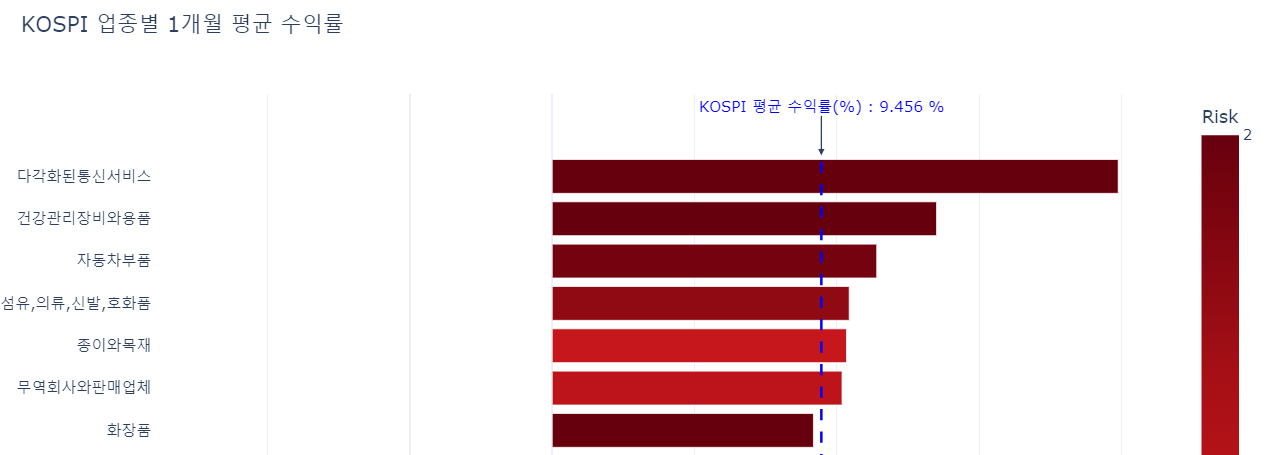 KOSPI 업종별 1개월 평균 수익률
KOSPI 평균 수익률(%) : 9.456 %
Risk
2
다각화된통신서비스
건강관리장비와용품
자동차부품
섬유,의류,신발,호화품
종이와목재
무역회사와판매업체
화장품